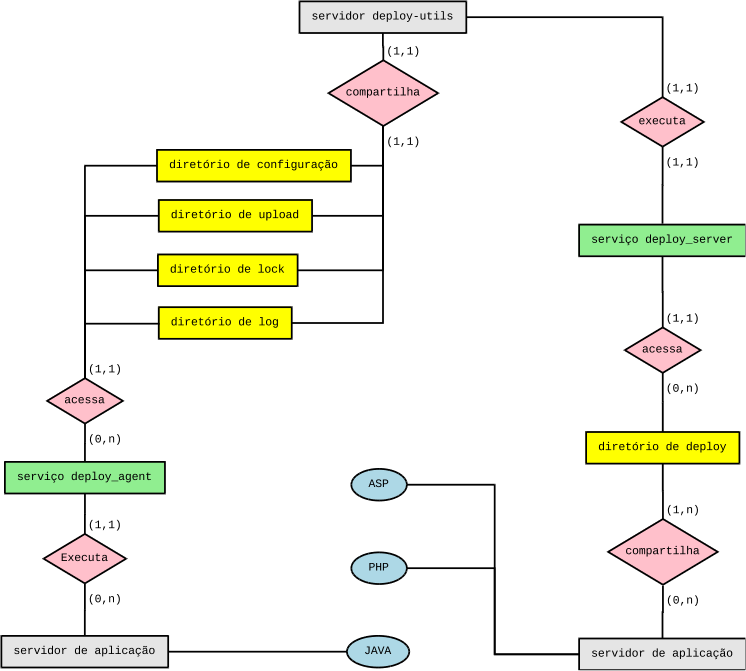 servidor deploy-utils
(1,1)
compartilha
(1,1)
(1,1)
executa
(1,1)
diretório de configuração
diretório de upload
diretório de lock
diretório de log
serviço deploy_server
(1,1)
acessa
(0,n)
(1,1)
acessa
(0,n)
diretório de deploy
serviço deploy_agent
ASP
(1,n)
(1,1)
compartilha
Executa
PHP
(0,n)
(0,n)
servidor de aplicação
JAVA
servidor de aplicação